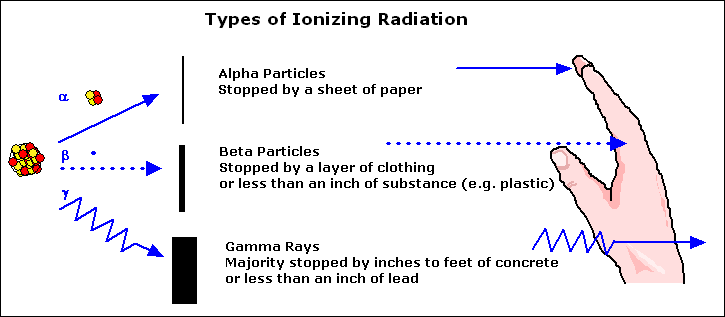 Types of Ionizing Radiation
α
Alpha Particles
Stopped by a sheet of paper
β
Beta Particles
Stopped by a layer of clothing
or less than an inch of substance (e.g. plastic)
γ
Gamma Rays
Majority stopped by inches to feet of concrete
or less than an inch of lead